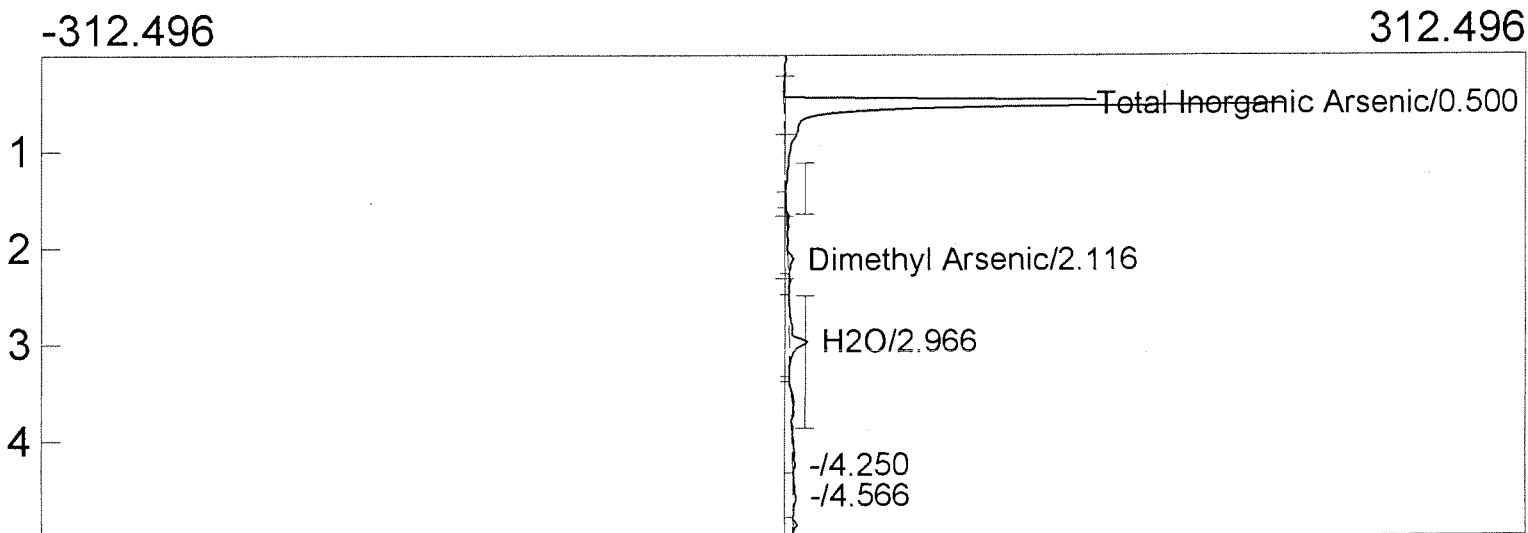 -312.496 312.496
Total Inorganic Arsenic/0.500
1
2
Dimethyl Arsenic/2.116
3
H2O/2.966
4
-/4.250
-/4.566